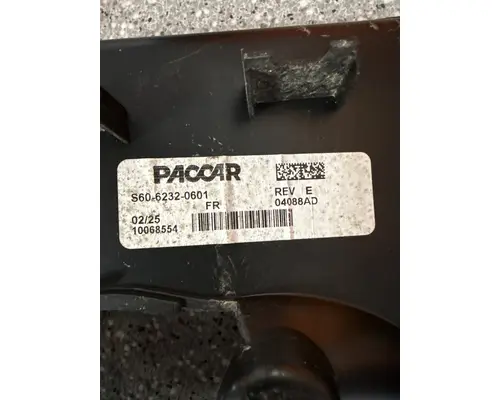 PACCAR
S60-6232-0601 REV E
FR 04088AD
02/25
10068554